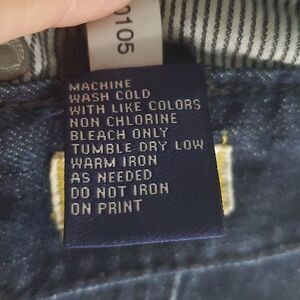 0105
MACHINE
WASH COLD
WITH LIKE COLORS
NON CHLORINE
BLEACH ONLY
TUMBLE DRY LOW
WARM IRON
AS NEEDED
DO NOT IRON
ON PRINT